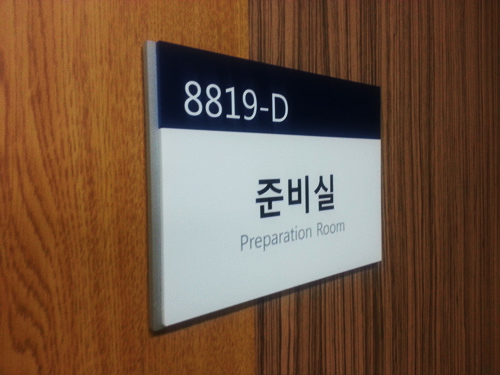 8819-D
준비실
Preparation Room